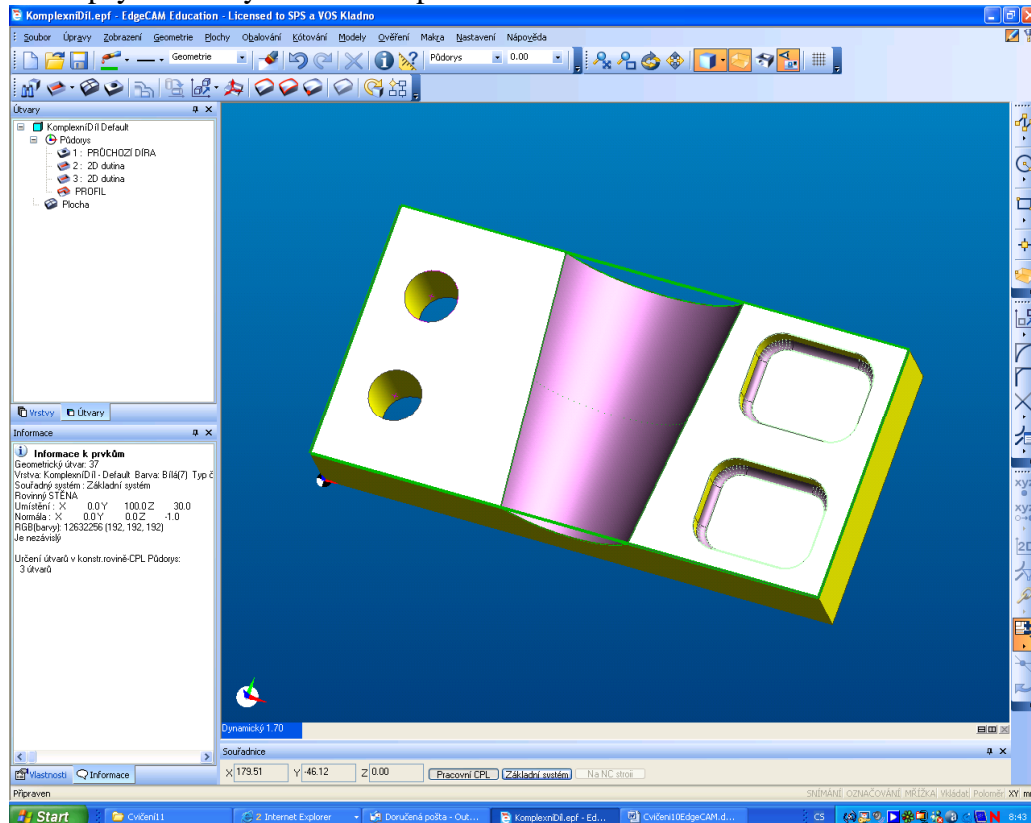 KomplexníDíl.epf - EdgeCAM Education - Licensed to SPS a VOS Kladno
Soubor Úpravy Zobrazení Geometrie Plochy Obalování Kótování Modely Ověření Makra Nastavení Nápověda
Geometrie Půdorys 0.00
Útvary
KomplexníDíl Default
Půdorys
1 : PRŮCHOZÍ DÍRA
2 : 2D dutina
3 : 2D dutina
PROFIL
Plocha
Vrstvy Útvary
Informace
Informace k prvkům
Geometrický útvar: 37
Vrstva: KomplexníDíl - Default Barva: Bílá(7) Typ č
Souřadný systém : Základní systém
Rovinný STĚNA
Umístění : X 0.0 Y 100.0 Z 30.0
Normála : X 0.0 Y 0.0 Z -1.0
RGB(barvy): 12632256 (192, 192, 192)
Je nezávislý
Určení útvarů v konstr.rovině-CPL Půdorys:
3 útvarů
Dynamický 1.70
Souřadnice
Vlastnosti Informace
X 179.51 Y -46.12 Z 0.00 Pracovní CPL Základní systém Na NC stroji
Připraven
SNÍMÁNÍ OZNAČOVÁNÍ MŘÍŽKA Vkládat Poloměr XY
Start Cvičení11 2 Internet Explorer Doručená pošta - Out... KomplexniDil.epf - Ed... Cvičení10EdgeCAM.d... CS 8:43